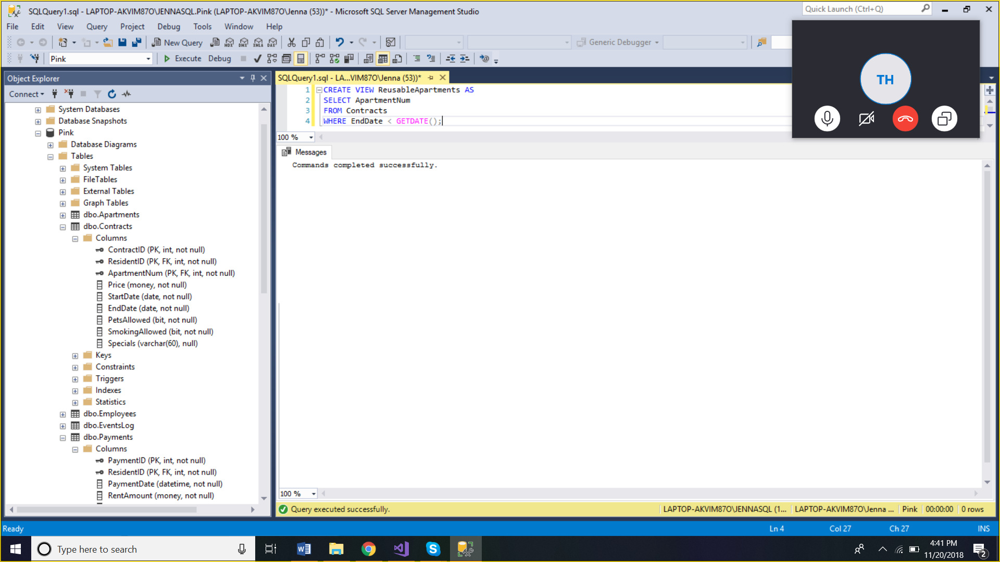 SQLQuery1.sql - LAPTOP-AKVIM87O\JENNASQL.Pink (LAPTOP-AKVIM87O\Jenna (53))* - Microsoft SQL Server Management Studio
Quick Launch (Ctrl+Q)
File Edit View Query Project Debug Tools Window Help
New Query MDX DMX XMLA DAX Generic Debugger
Pink Execute Debug
TH
Object Explorer
Connect
System Databases
Database Snapshots
Pink
Database Diagrams
Tables
System Tables
FileTables
External Tables
Graph Tables
dbo.Apartments
dbo.Contracts
Columns
ContractID (PK, int, not null)
ResidentID (PK, FK, int, not null)
ApartmentNum (PK, FK, int, not null)
Price (money, not null)
StartDate (date, not null)
EndDate (date, not null)
PetsAllowed (bit, not null)
SmokingAllowed (bit, not null)
Specials (varchar(60), null)
Keys
Constraints
Triggers
Indexes
Statistics
dbo.Employees
dbo.EventsLog
dbo.Payments
Columns
PaymentID (PK, int, not null)
ResidentID (PK, FK, int, not null)
PaymentDate (datetime, not null)
RentAmount (money, not null)
SQLQuery1.sql - LA...VIM87O\Jenna (53))*
1 CREATE VIEW ReusableApartments AS
2 SELECT ApartmentNum
3 FROM Contracts
4 WHERE EndDate < GETDATE();
100 %
Messages
Commands completed successfully.
100 %
Query executed successfully. LAPTOP-AKVIM87O\JENNASQL (1... LAPTOP-AKVIM87O\Jenna ... Pink 00:00:00 0 rows
Ready Ln 4 Col 27 Ch 27 INS
Type here to search
4:41 PM
11/20/2018
2